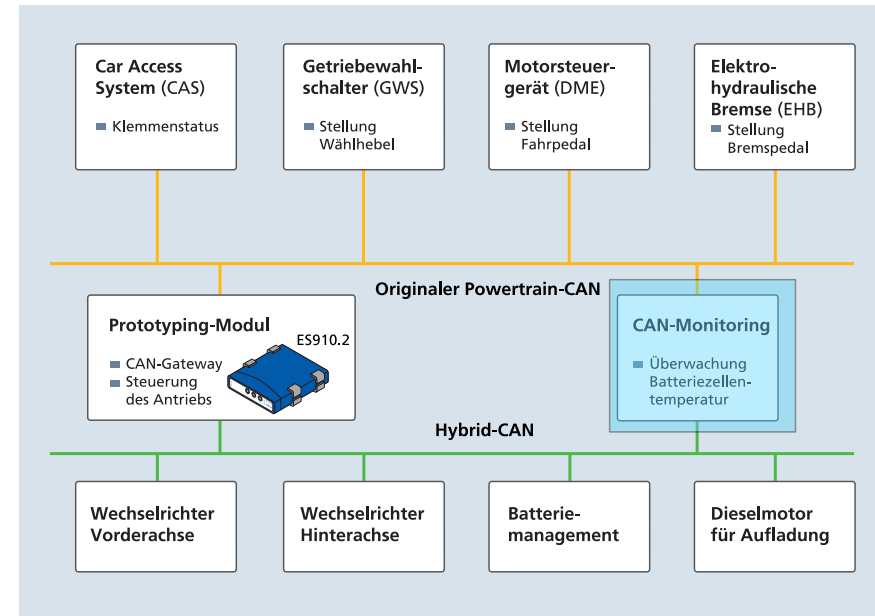 Car Access
System (CAS)
Klemmenstatus
Getriebewahl-
schalter (GWS)
Stellung
Wählhebel
Motorsteuer-
gerät (DME)
Stellung
Fahrpedal
Elektro-
hydraulische
Bremse (EHB)
Stellung
Bremspedal
Originaler Powertrain-CAN
Prototyping-Modul
ES910.2
CAN-Gateway
Steuerung
des Antriebs
CAN-Monitoring
Überwachung
Batteriezellen-
temperatur
Hybrid-CAN
Wechselrichter
Vorderachse
Wechselrichter
Hinterachse
Batterie-
management
Dieselmotor
für Aufladung